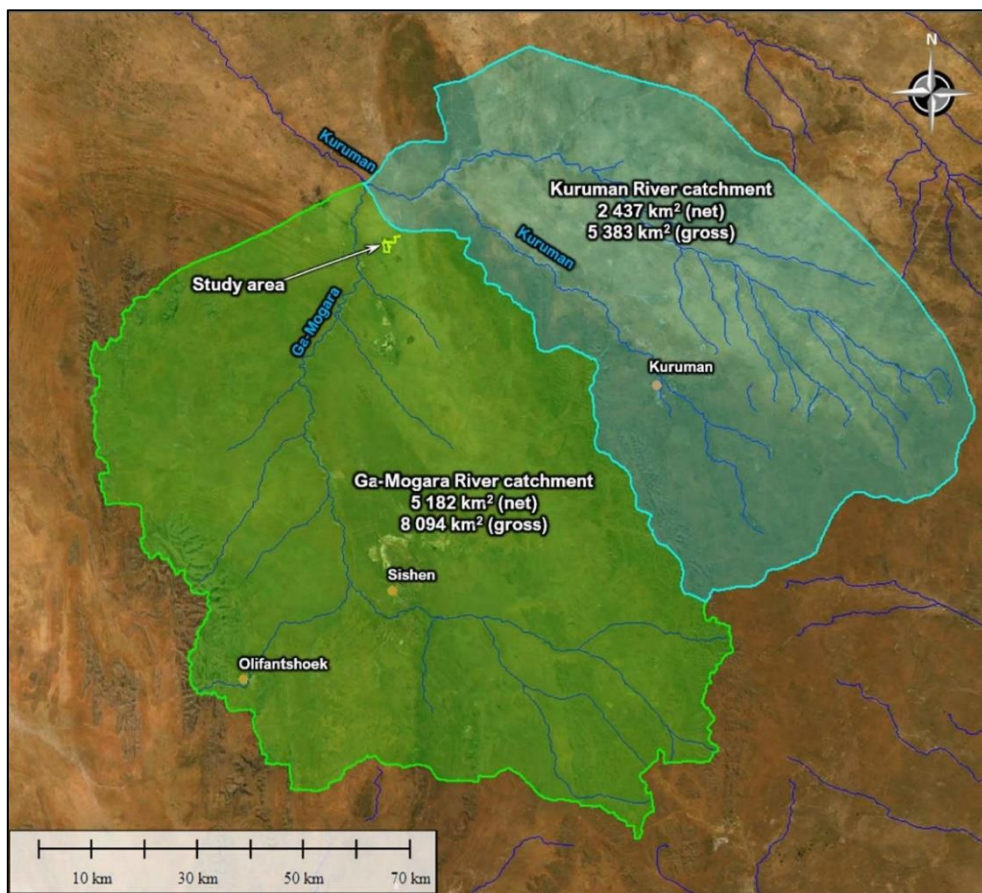 N
Kuruman
Kuruman River catchment
2 437 km² (net)
5 383 km² (gross)
Kuruman
Study area
Ga-Mogara
Kuruman
Ga-Mogara River catchment
5 182 km² (net)
8 094 km² (gross)
Sishen
Olifantshoek
10 km 30 km 50 km 70 km